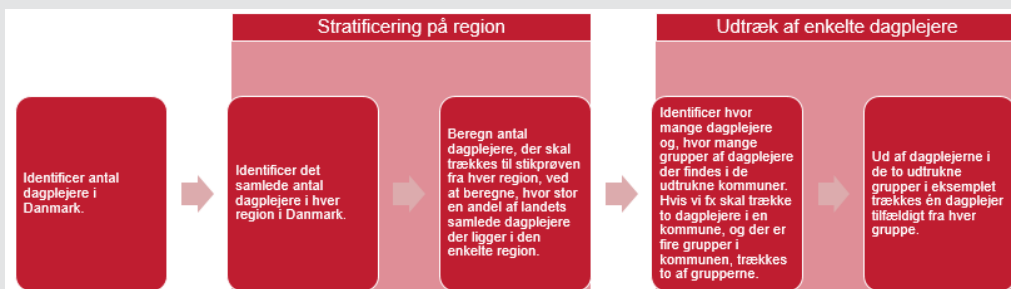 Stratificering på region
Udtræk af enkelte dagplejere
Identificer antal
dagplejere i
Danmark.
Identificer det
samlede antal
dagplejere i hver
region i Danmark.
Beregn antal
dagplejere, der skal
trækkes til stikprøven
fra hver region, ved
at beregne, hvor stor
en andel af landets
samlede dagplejere
der ligger i den
enkelte region.
Identificer hvor
mange dagplejere
og, hvor mange
grupper af dagplejere
der findes i de
udtrukne kommuner.
Hvis vi fx skal trække
to dagplejere i en
kommune, og der er
fire grupper i
kommunen, trækkes
to af grupperne.
Ud af dagplejerne i
de to udtrukne
grupper i eksemplet
trækkes én dagplejer
tilfældigt fra hver
gruppe.